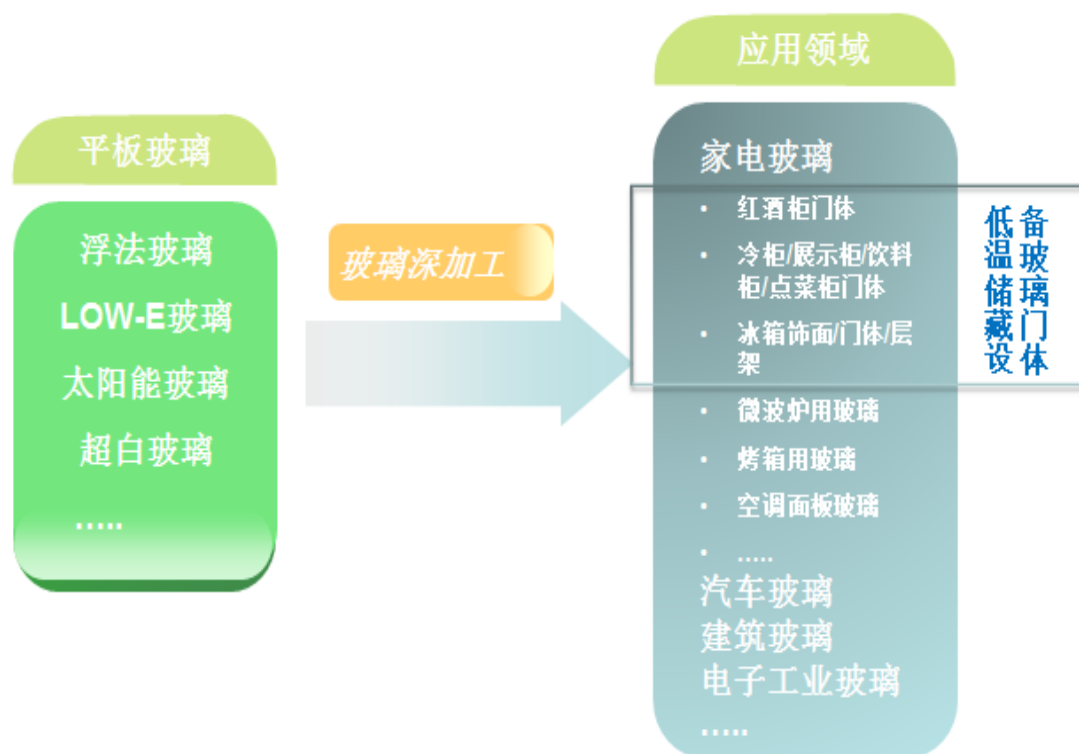 平板玻璃
浮法玻璃
LOW-E玻璃
太阳能玻璃
超白玻璃
.....
玻璃深加工
应用领域
家电玻璃
• 红酒柜门体
• 冷柜/展示柜/饮料
柜/点菜柜门体
• 冰箱饰面/门体/层
架
• 微波炉用玻璃
• 烤箱用玻璃
• 空调面板玻璃
• .....
汽车玻璃
建筑玻璃
电子工业玻璃
.....
低温储藏设
备玻璃门体